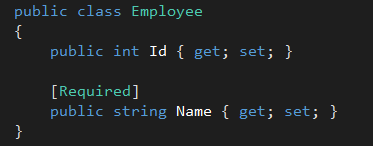 public class Employee
{
    public int Id { get; set; }
    [Required]
    public string Name { get; set; }
}